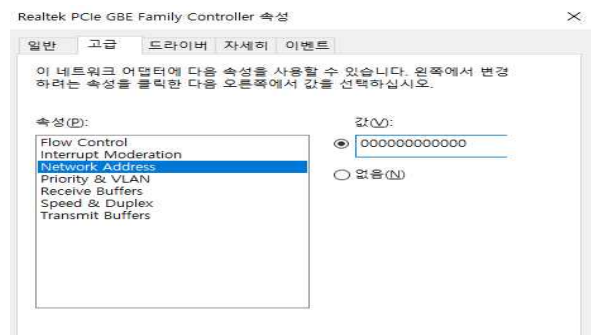 Realtek PCIe GBE Family Controller 속성
일반 고급 드라이버 자세히 이벤트
이 네트워크 어댑터에 다음 속성을 사용할 수 있습니다. 왼쪽에서 변경
하려는 속성을 클릭한 다음 오른쪽에서 값을 선택하십시오.
속성(P):
Flow Control
Interrupt Moderation
Network Address
Priority & VLAN
Receive Buffers
Speed & Duplex
Transmit Buffers
값(V):
000000000000
없음(N)